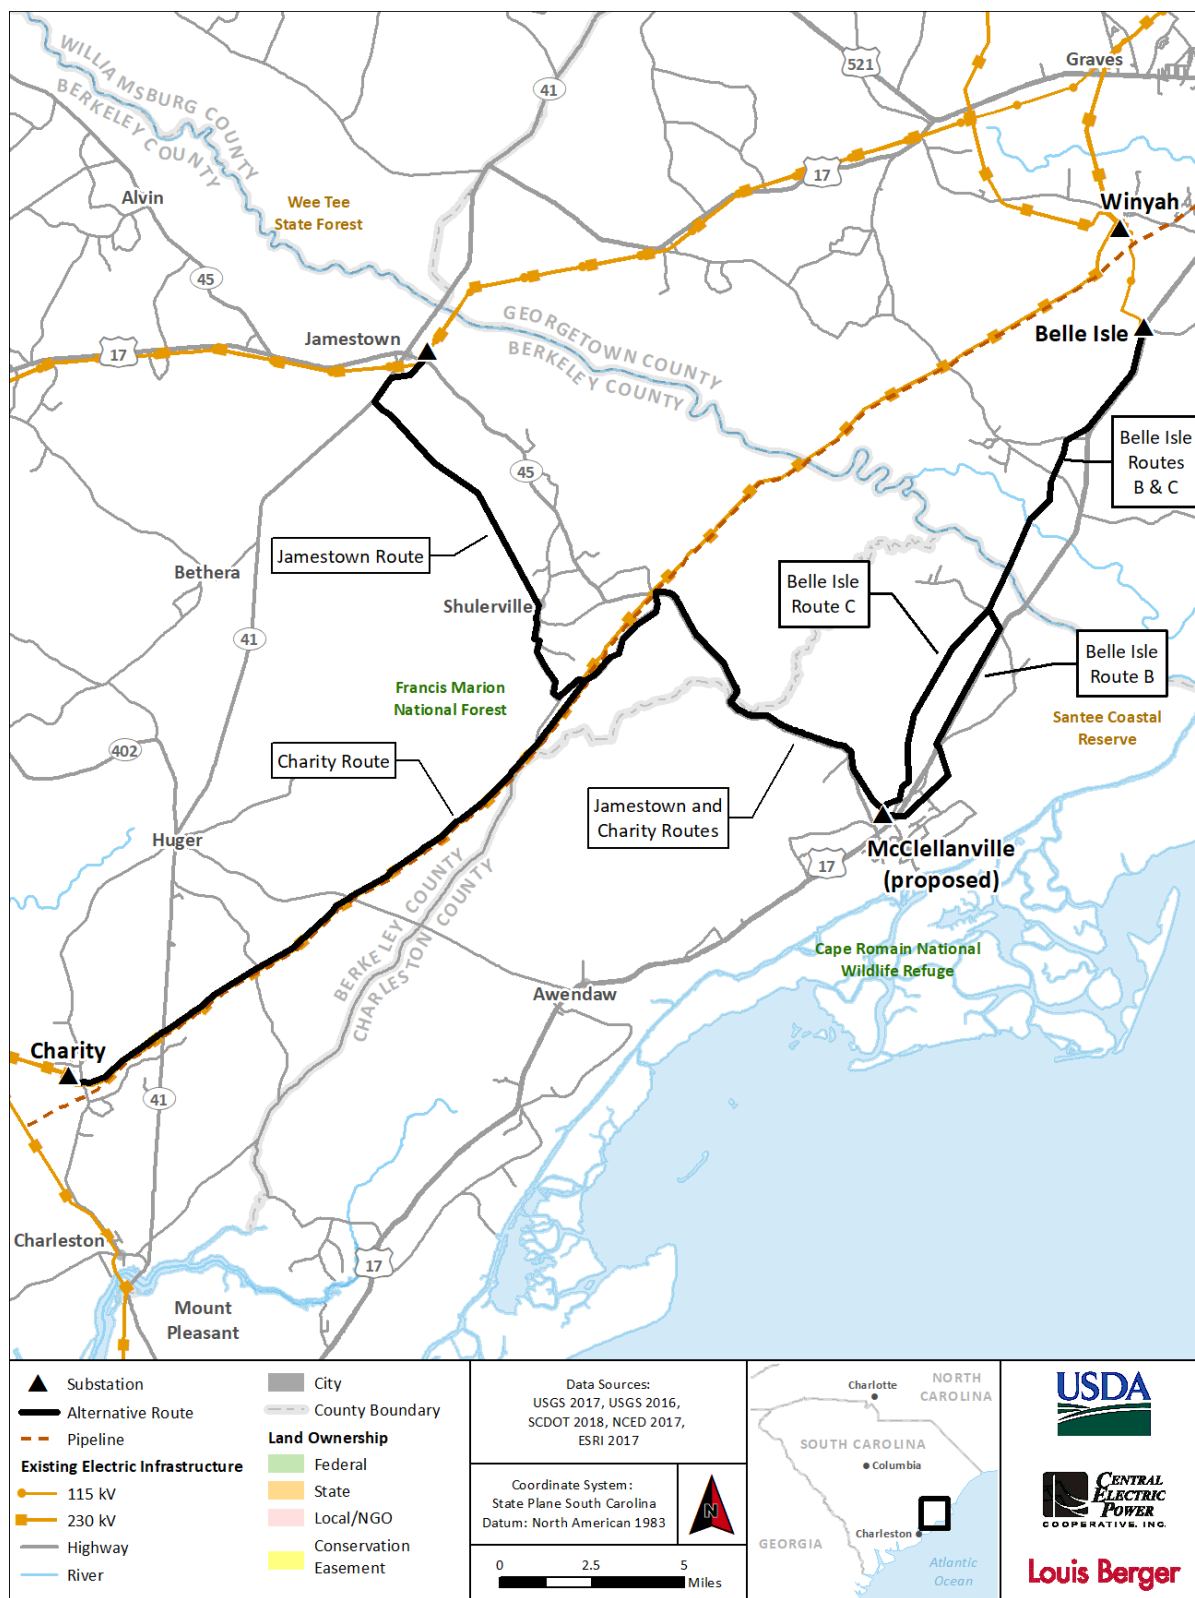 WILLIAMSBURG COUNTY
BERKELEY COUNTY
41
521
Graves
Alvin
Wee Tee
State Forest
17
Winyah
45
GEORGETOWN COUNTY
BERKELEY COUNTY
Jamestown
17
Belle Isle
Belle Isle
Routes
B & C
45
Jamestown Route
Bethera
Shulerville
Belle Isle
Route C
41
Belle Isle
Route B
Francis Marion
National Forest
Santee Coastal
Reserve
402
Charity Route
Jamestown and
Charity Routes
Huger
17
McClellanville
(proposed)
BERKELEY COUNTY
CHARLESTON COUNTY
Cape Romain National
Wildlife Refuge
Awendaw
Charity
41
Charleston
17
Mount
Pleasant
Substation
Alternative Route
Pipeline
Existing Electric Infrastructure
115 kV
230 kV
Highway
River
City
County Boundary
Land Ownership
Federal
State
Local/NGO
Conservation
Easement
Data Sources:
USGS 2017, USGS 2016,
SCDOT 2018, NCED 2017,
ESRI 2017
Coordinate System:
State Plane South Carolina
Datum: North American 1983
N
0 2.5 5
Miles
Charlotte
NORTH
CAROLINA
SOUTH CAROLINA
Columbia
Charleston
GEORGIA
Atlantic
Ocean
USDA
CENTRAL
ELECTRIC
POWER
COOPERATIVE, INC.
Louis Berger